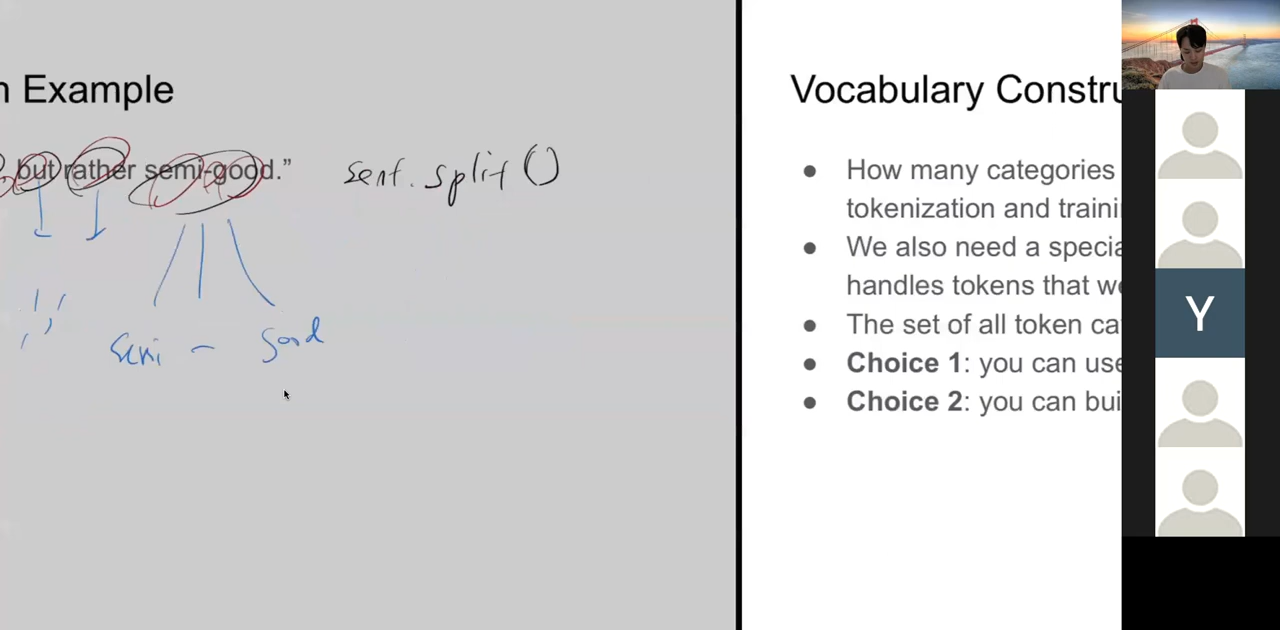 n Example
but rather semi-good.”
sent.split()
semi - good
Vocabulary Constru
How many categories
tokenization and traini
We also need a specia
handles tokens that we
The set of all token ca
Choice 1: you can use
Choice 2: you can bui
Y